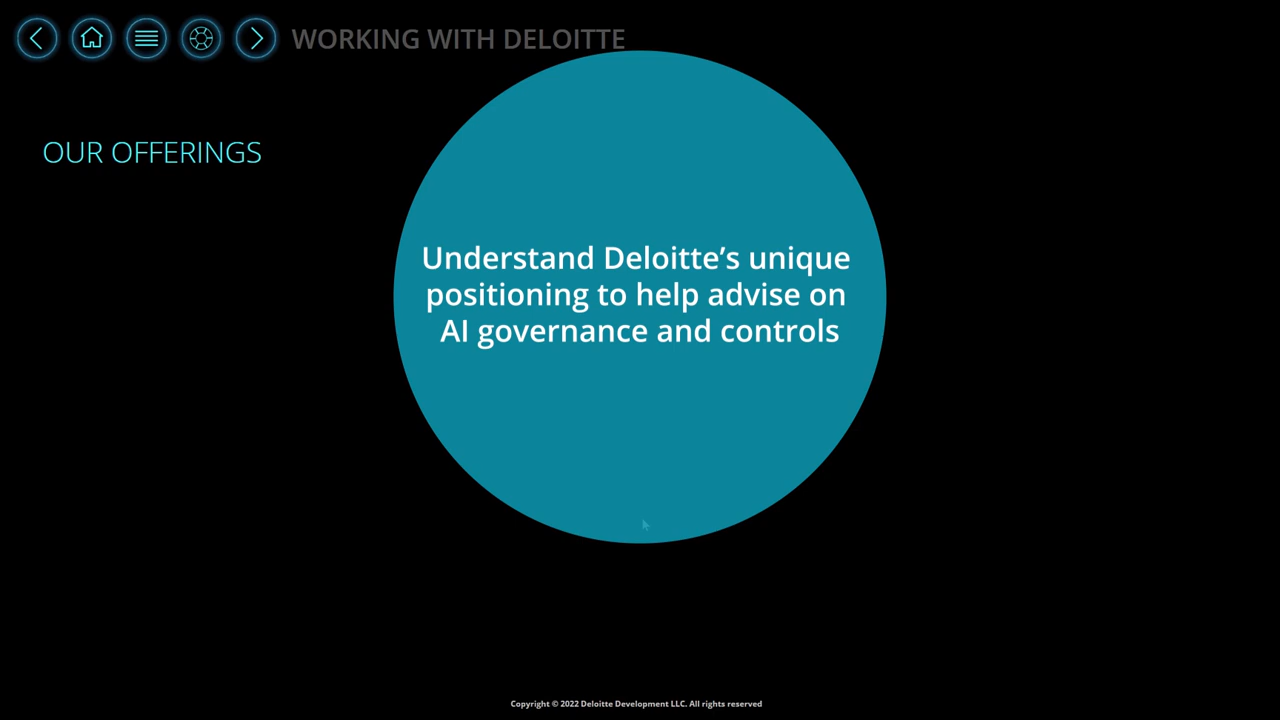 WORKING WITH DELOITTE
OUR OFFERINGS
Understand Deloitte’s unique
positioning to help advise on
AI governance and controls
Copyright © 2022 Deloitte Development LLC. All rights reserved